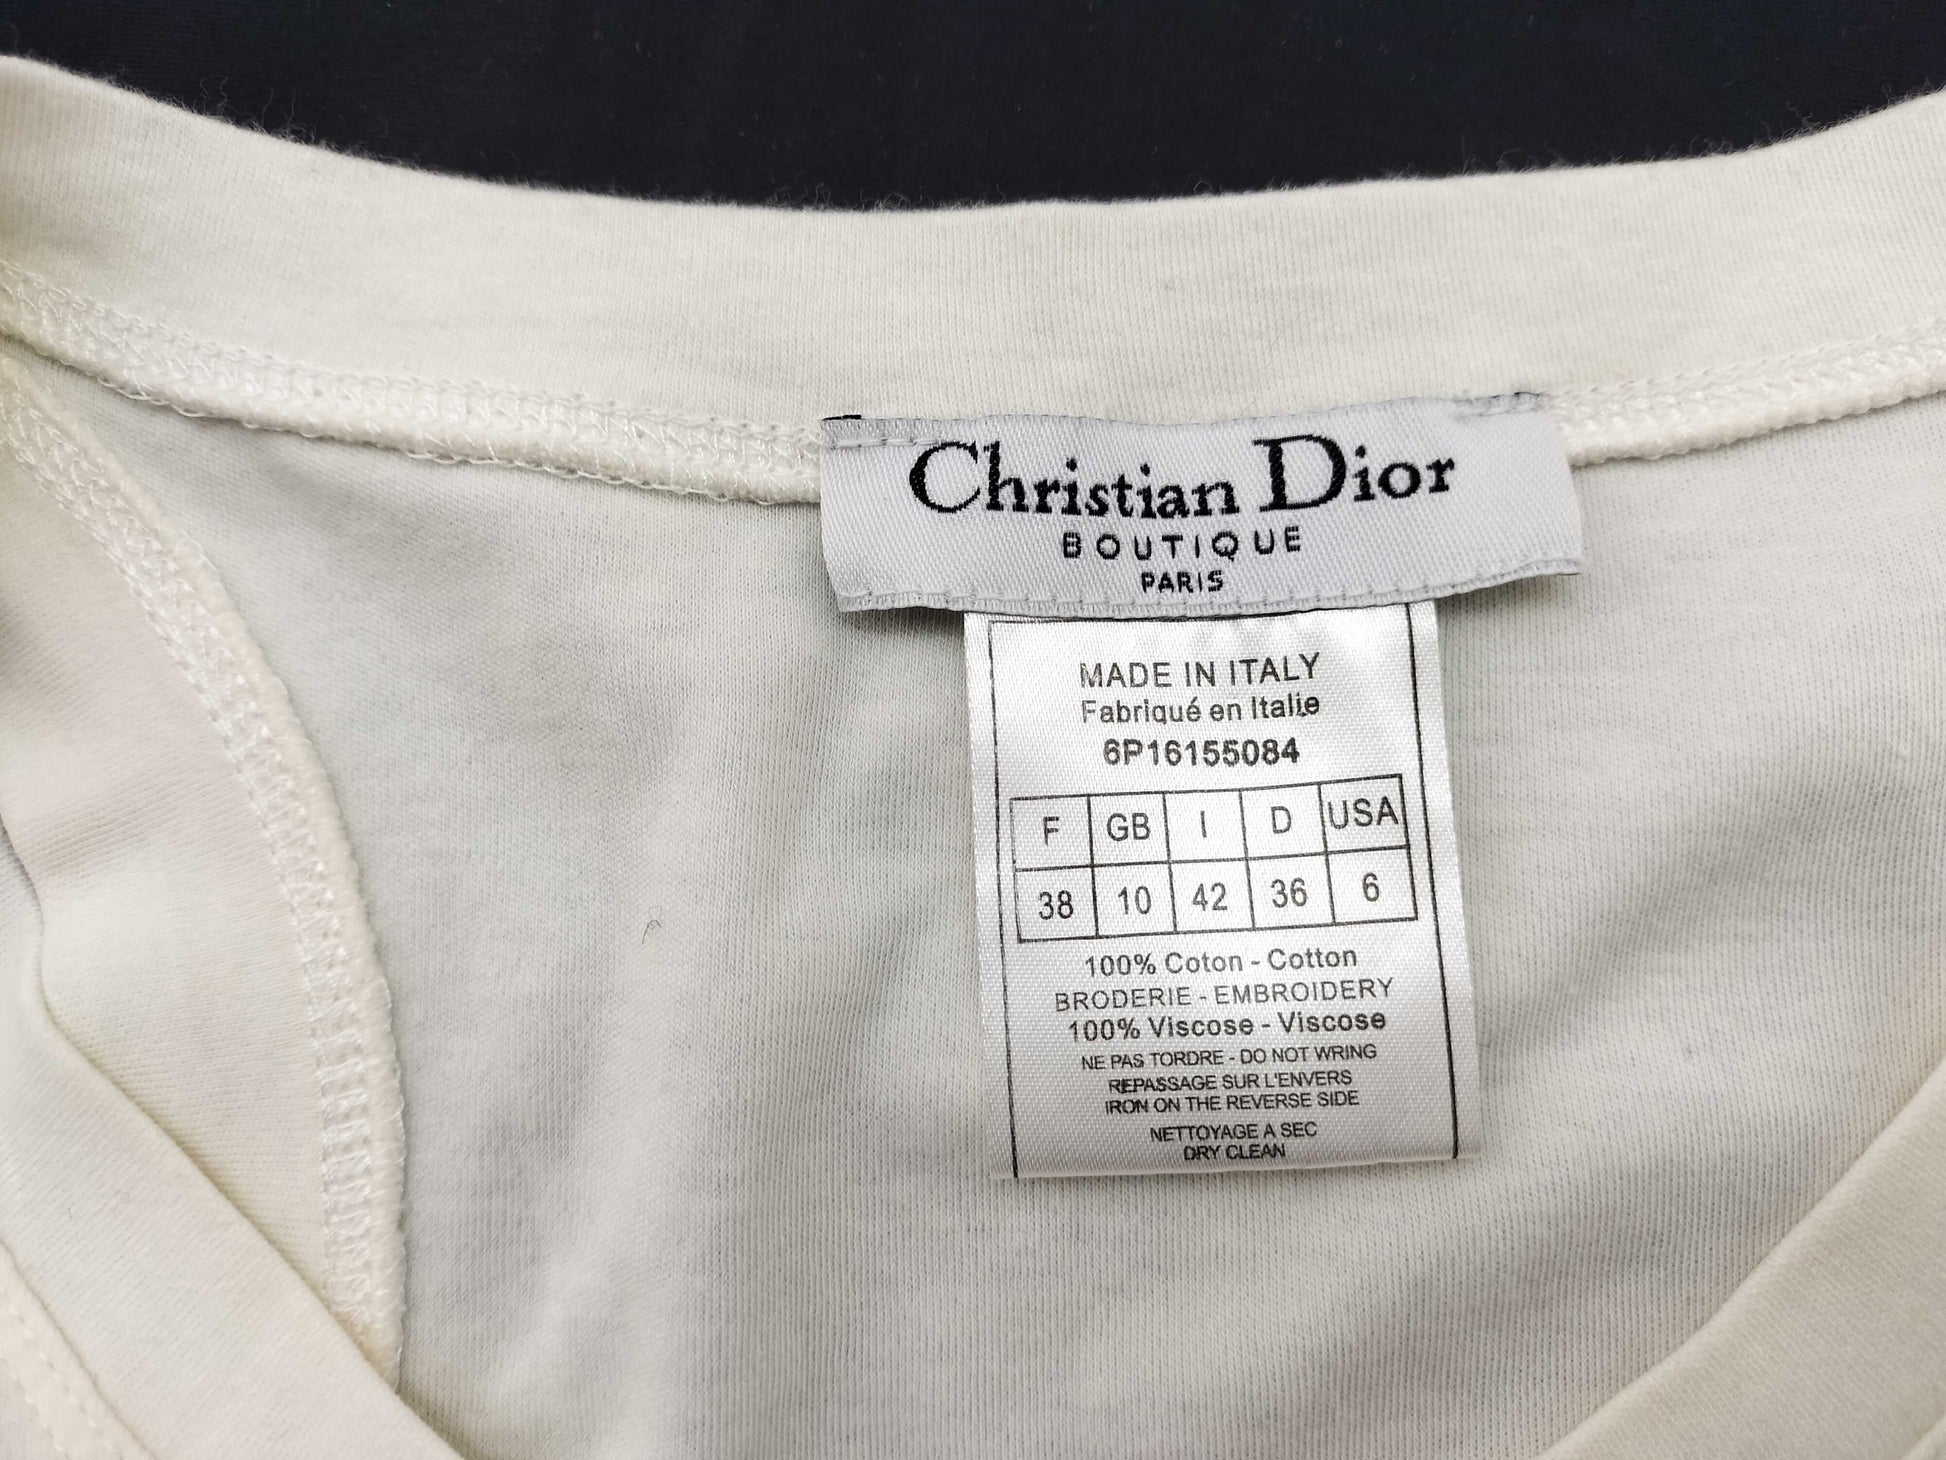 Christian Dior
BOUTIQUE
PARIS
MADE IN ITALY
Fabriqué en Italie
6P16155084
F GB I D USA
38 10 42 36 6
100% Coton - Cotton
BRODERIE - EMBROIDERY
100% Viscose - Viscose
NE PAS TORDRE - DO NOT WRING
REPASSAGE SUR L'ENVERS
IRON ON THE REVERSE SIDE
NETTOYAGE A SEC
DRY CLEAN